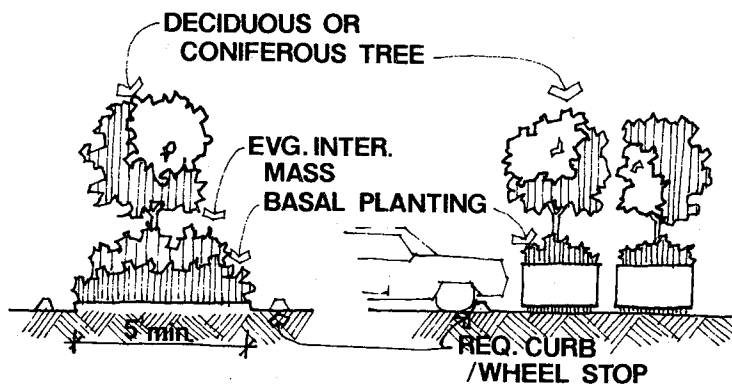 DECIDUOUS OR
CONIFEROUS TREE
EVG. INTER.
MASS
BASAL PLANTING
5' min.
REQ. CURB
/WHEEL STOP